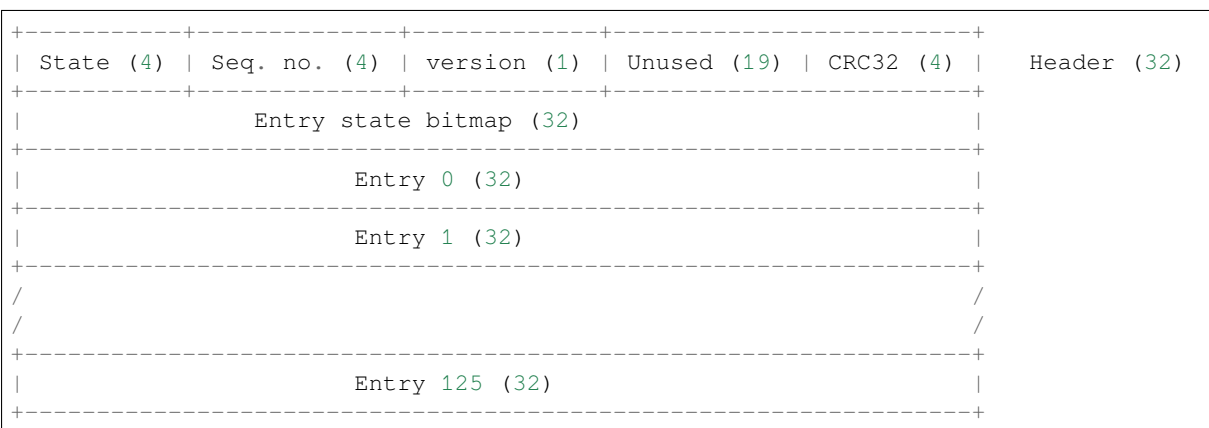 +-----------+--------------+-------------+-------------------------+
| State (4) | Seq. no. (4) | version (1) | Unused (19) | CRC32 (4) | Header (32)
+-----------+--------------+-------------+-------------------------+
| Entry state bitmap (32) |
+------------------------------------------------------------------+
| Entry 0 (32) |
+------------------------------------------------------------------+
| Entry 1 (32) |
+------------------------------------------------------------------+
/ /
/ /
+------------------------------------------------------------------+
| Entry 125 (32) |
+------------------------------------------------------------------+